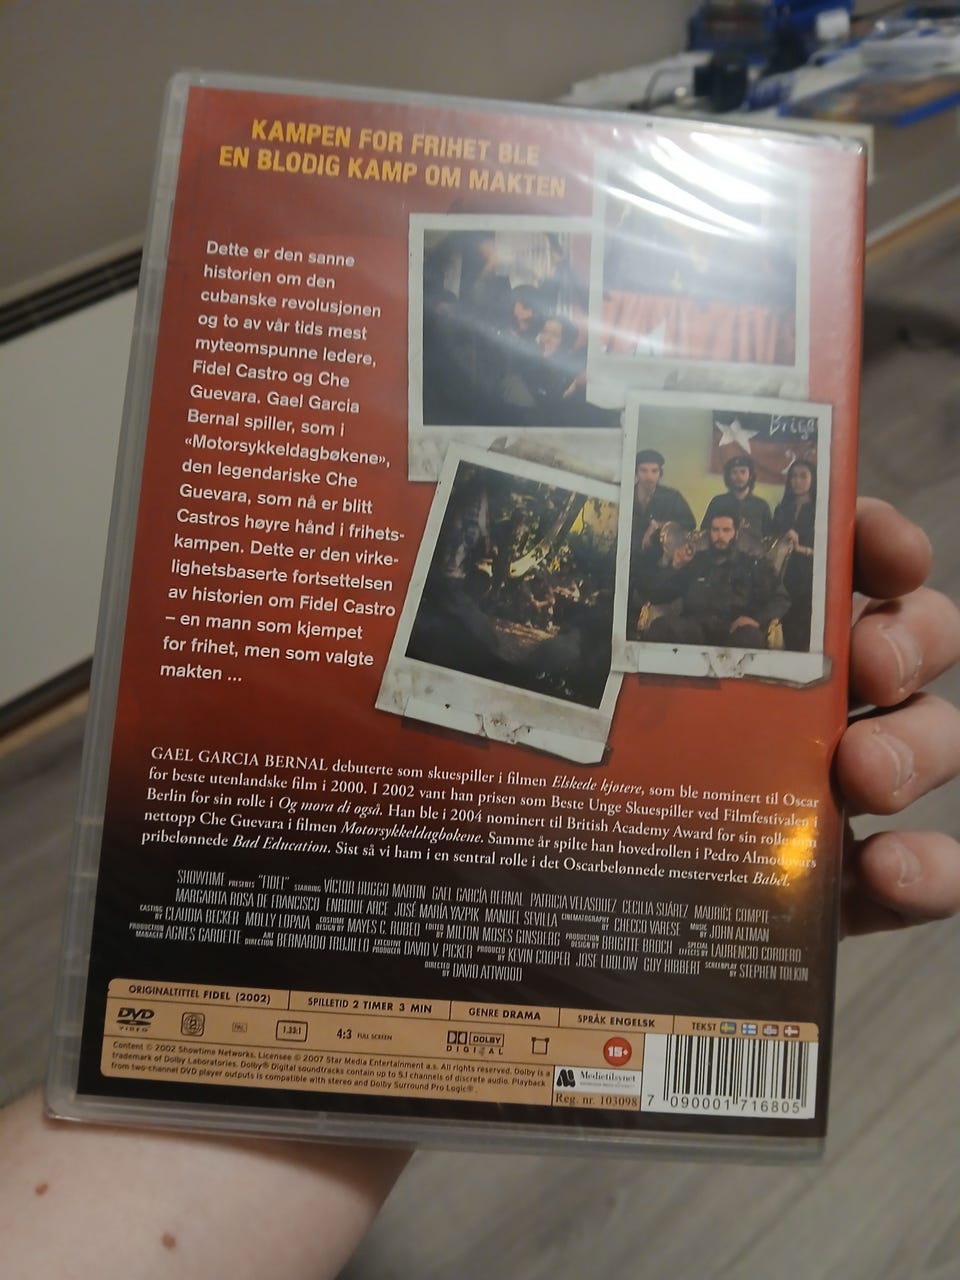 KAMPEN FOR FRIHET BLE
EN BLODIG KAMP OM MAKTEN
Dette er den sanne
historien om den
cubanske revolusjonen
og to av vår tids mest
myteomspunne ledere,
Fidel Castro og Che
Guevara. Gael Garcia
Bernal spiller, som i
«Motorsykkeldagbøkene»,
den legendariske Che
Guevara, som nå er blitt
Castros høyre hånd i frihets-
kampen. Dette er den virke-
lighetsbaserte fortsettelsen
av historien om Fidel Castro
– en mann som kjempet
for frihet, men som valgte
makten ...
Briga
GAEL GARCIA BERNAL debuterte som skuespiller i filmen Elskede kjøtere, som ble nominert til Oscar
for beste utenlandske film i 2000. I 2002 vant han prisen som Beste Unge Skuespiller ved Filmfestivalen i
Berlin for sin rolle i Og mora di også. Han ble i 2004 nominert til British Academy Award for sin rolle som
nettopp Che Guevara i filmen Motorsykkeldagbøkene. Samme år spilte han hovedrollen i Pedro Almodovars
prisbelønnede Bad Education. Sist så vi ham i en sentral rolle i det Oscarbelønnede mesterverket Babel.
SHOWTIME PRESENTS "FIDEL" STARRING VÍCTOR HUGGO MARTIN GAEL GARCÍA BERNAL PATRICIA VELASQUEZ CECILIA SUÁREZ MAURICE COMPTE
MARGARITA ROSA DE FRANCISCO ENRIQUE ARCE JOSÉ MARÍA YAZPIK MANUEL SEVILLA CINEMATOGRAPHY BY CHECCO VARESE MUSIC BY JOHN ALTMAN
CASTING BY CLAUDIA BECKER MOLLY LOPATA COSTUME DESIGN BY MAYES C. RUBEO EDITED BY MILTON MOSES GINSBERG PRODUCTION DESIGN BY BRIGITTE BROCH SPECIAL EFFECTS BY LAURENCIO CORDERO
PRODUCTION MANAGER AGNES GARDETTE ART DIRECTION BERNARDO TRUJILLO EXECUTIVE PRODUCER DAVID V. PICKER PRODUCED BY KEVIN COOPER JOSE LUDLOW GUY HIBBERT SCREENPLAY BY STEPHEN TOLKIN
DIRECTED BY DAVID ATTWOOD
ORIGINALTITTEL FIDEL (2002) SPILLETID 2 TIMER 3 MIN GENRE DRAMA SPRÅK ENGELSK TEKST
DVD VIDEO 2 PAL 1.33:1 4:3 FULL SCREEN DOLBY DIGITAL 15+
Content © 2002 Showtime Networks. Licensee © 2007 Star Media Entertainment a.s. All rights reserved. Dolby is a
trademark of Dolby Laboratories. Dolby® Digital soundtracks contain up to 5.1 channels of discrete audio. Playback
from two-channel DVD player outputs is compatible with stereo and Dolby Surround Pro Logic®.
Medietilsynet
Reg. nr. 103098
7 090001 716805